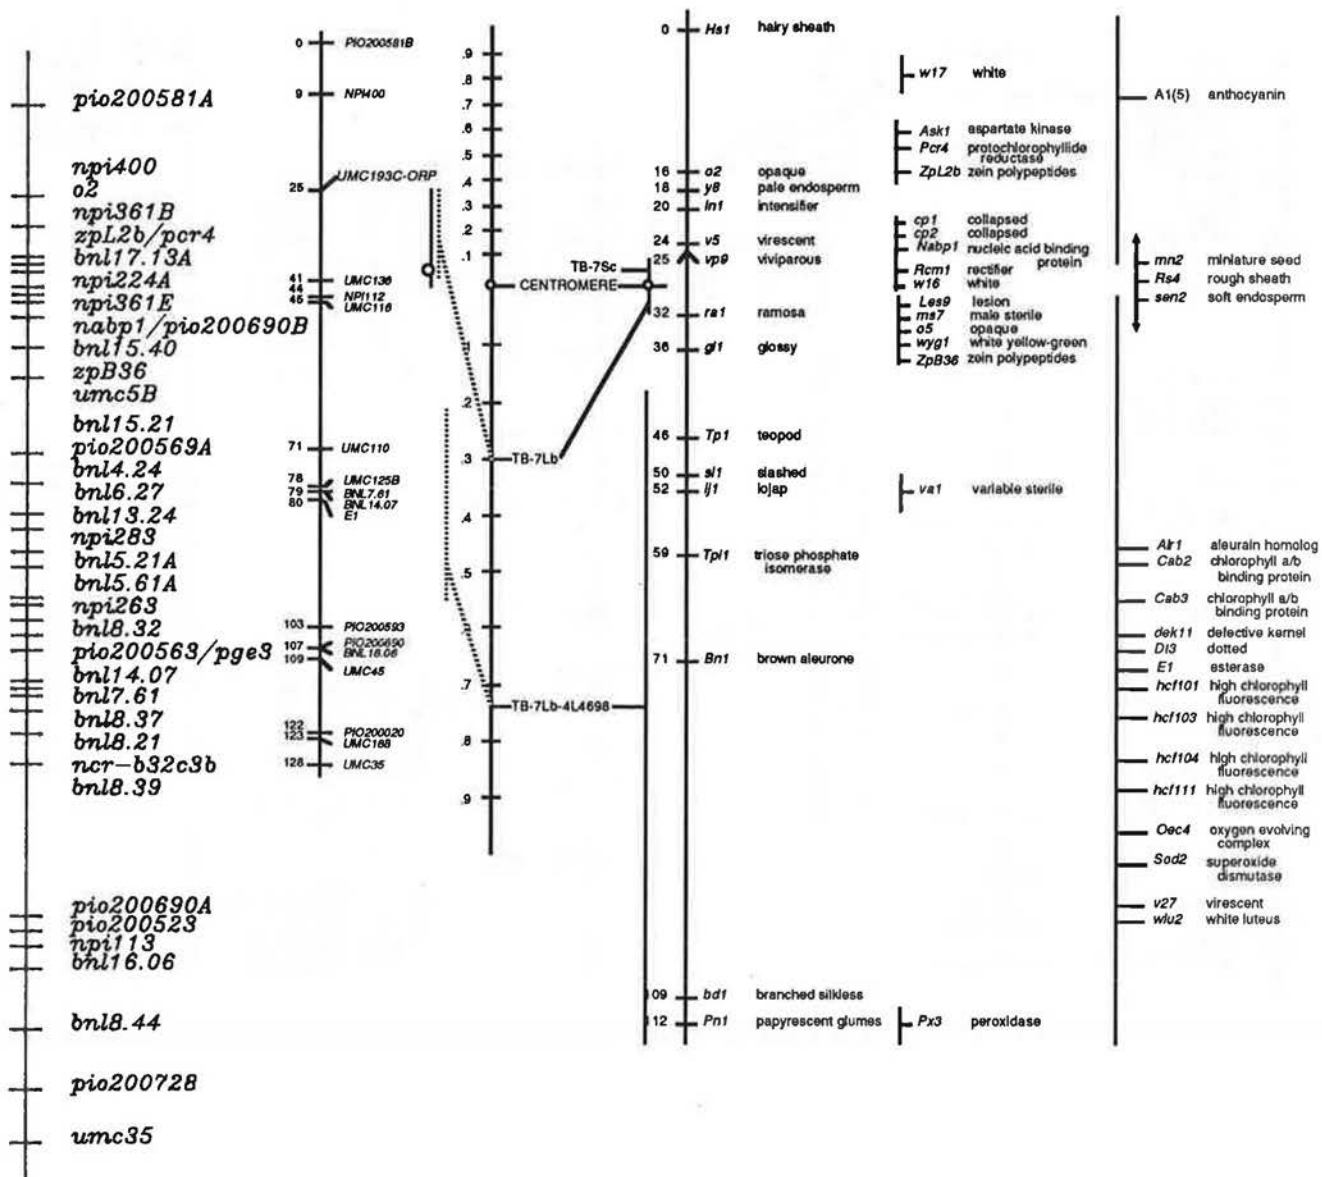 pio200581A
npi400
o2
npi361B
zpL2b/pcr4
bnl17.13A
npi224A
npi361E
nabp1/pio200690B
bnl15.40
zpB36
umc5B
bnl15.21
pio200569A
bnl4.24
bnl6.27
bnl13.24
npi283
bnl5.21A
bnl5.61A
npi263
bnl8.32
pio200563/pge3
bnl14.07
bnl7.61
bnl8.37
bnl8.21
ncr-b32c3b
bnl8.39
pio200690A
pio200523
npi113
bnl16.06
bnl8.44
pio200728
umc35
0 PIO200581B
9 NPI400
UMC193C-ORP
25
41 UMC136
44 NPI112
45 UMC116
71 UMC110
78 UMC125B
79 BNL7.61
80 BNL14.07
E1
103 PIO200593
107 PIO200690
BNL16.06
109 UMC45
122 PIO200020
123 UMC168
128 UMC35
.9
.8
.7
.6
.5
.4
.3
.2
.1
CENTROMERE
.1
.2
.3 TB-7Lb
.4
.5
.7
TB-7Lb-4L4698
.8
.9
TB-7Sc
0 Hs1 hairy sheath
16 o2 opaque
18 y8 pale endosperm
20 in1 intensifier
24 v5 virescent
25 vp9 viviparous
32 ra1 ramosa
36 gl1 glossy
46 Tp1 teopod
50 sl1 slashed
52 ij1 iojap
59 Tpi1 triose phosphate
isomerase
71 Bn1 brown aleurone
109 bd1 branched silkless
112 Pn1 papyrescent glumes
w17 white
Ask1 aspartate kinase
Pcr4 protochlorophyllide
reductase
ZpL2b zein polypeptides
cp1 collapsed
cp2 collapsed
Nabp1 nucleic acid binding
protein
Rcm1 rectifier
w16 white
Les9 lesion
ms7 male sterile
o5 opaque
wyg1 white yellow-green
ZpB36 zein polypeptides
va1 variable sterile
Px3 peroxidase
A1(5) anthocyanin
mn2 miniature seed
Rs4 rough sheath
sen2 soft endosperm
Alr1 aleurain homolog
Cab2 chlorophyll a/b
binding protein
Cab3 chlorophyll a/b
binding protein
dek11 defective kernel
Dt3 dotted
E1 esterase
hcf101 high chlorophyll
fluorescence
hcf103 high chlorophyll
fluorescence
hcf104 high chlorophyll
fluorescence
hcf111 high chlorophyll
fluorescence
Oec4 oxygen evolving
complex
Sod2 superoxide
dismutase
v27 virescent
wlu2 white luteus